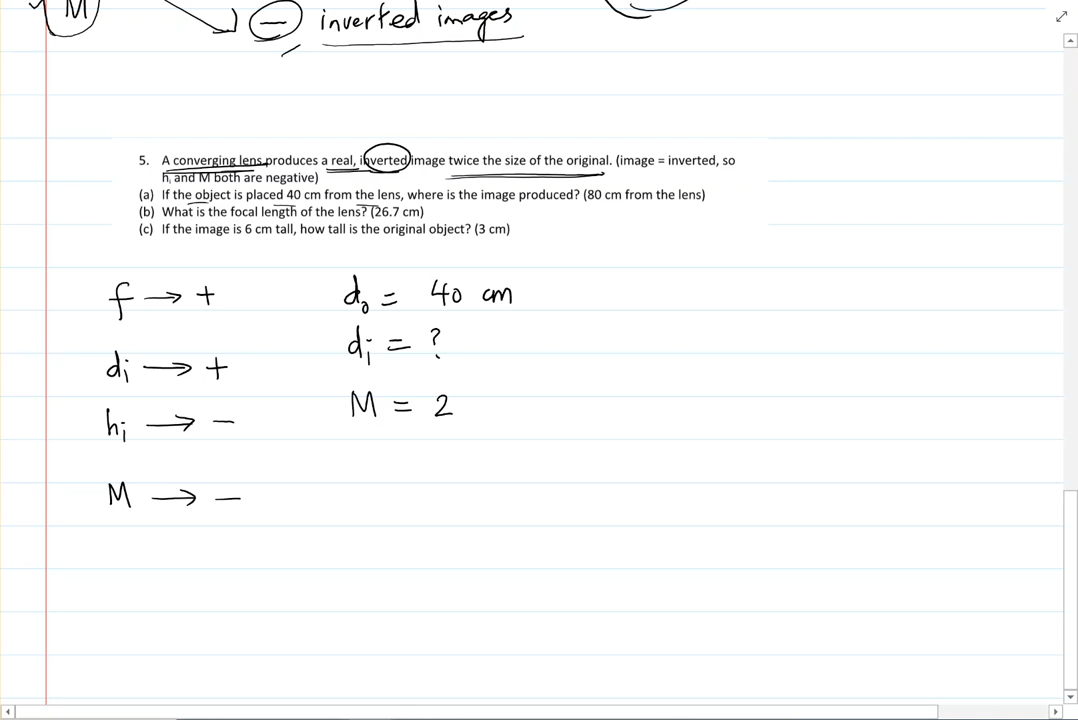 M
− inverted images
5. A converging lens produces a real, inverted image twice the size of the original. (image = inverted, so
hᵢ and M both are negative)
(a) If the object is placed 40 cm from the lens, where is the image produced? (80 cm from the lens)
(b) What is the focal length of the lens? (26.7 cm)
(c) If the image is 6 cm tall, how tall is the original object? (3 cm)
f → +
d₀ = 40 cm
dᵢ = ?
dᵢ → +
M = 2
hᵢ → −
M → −